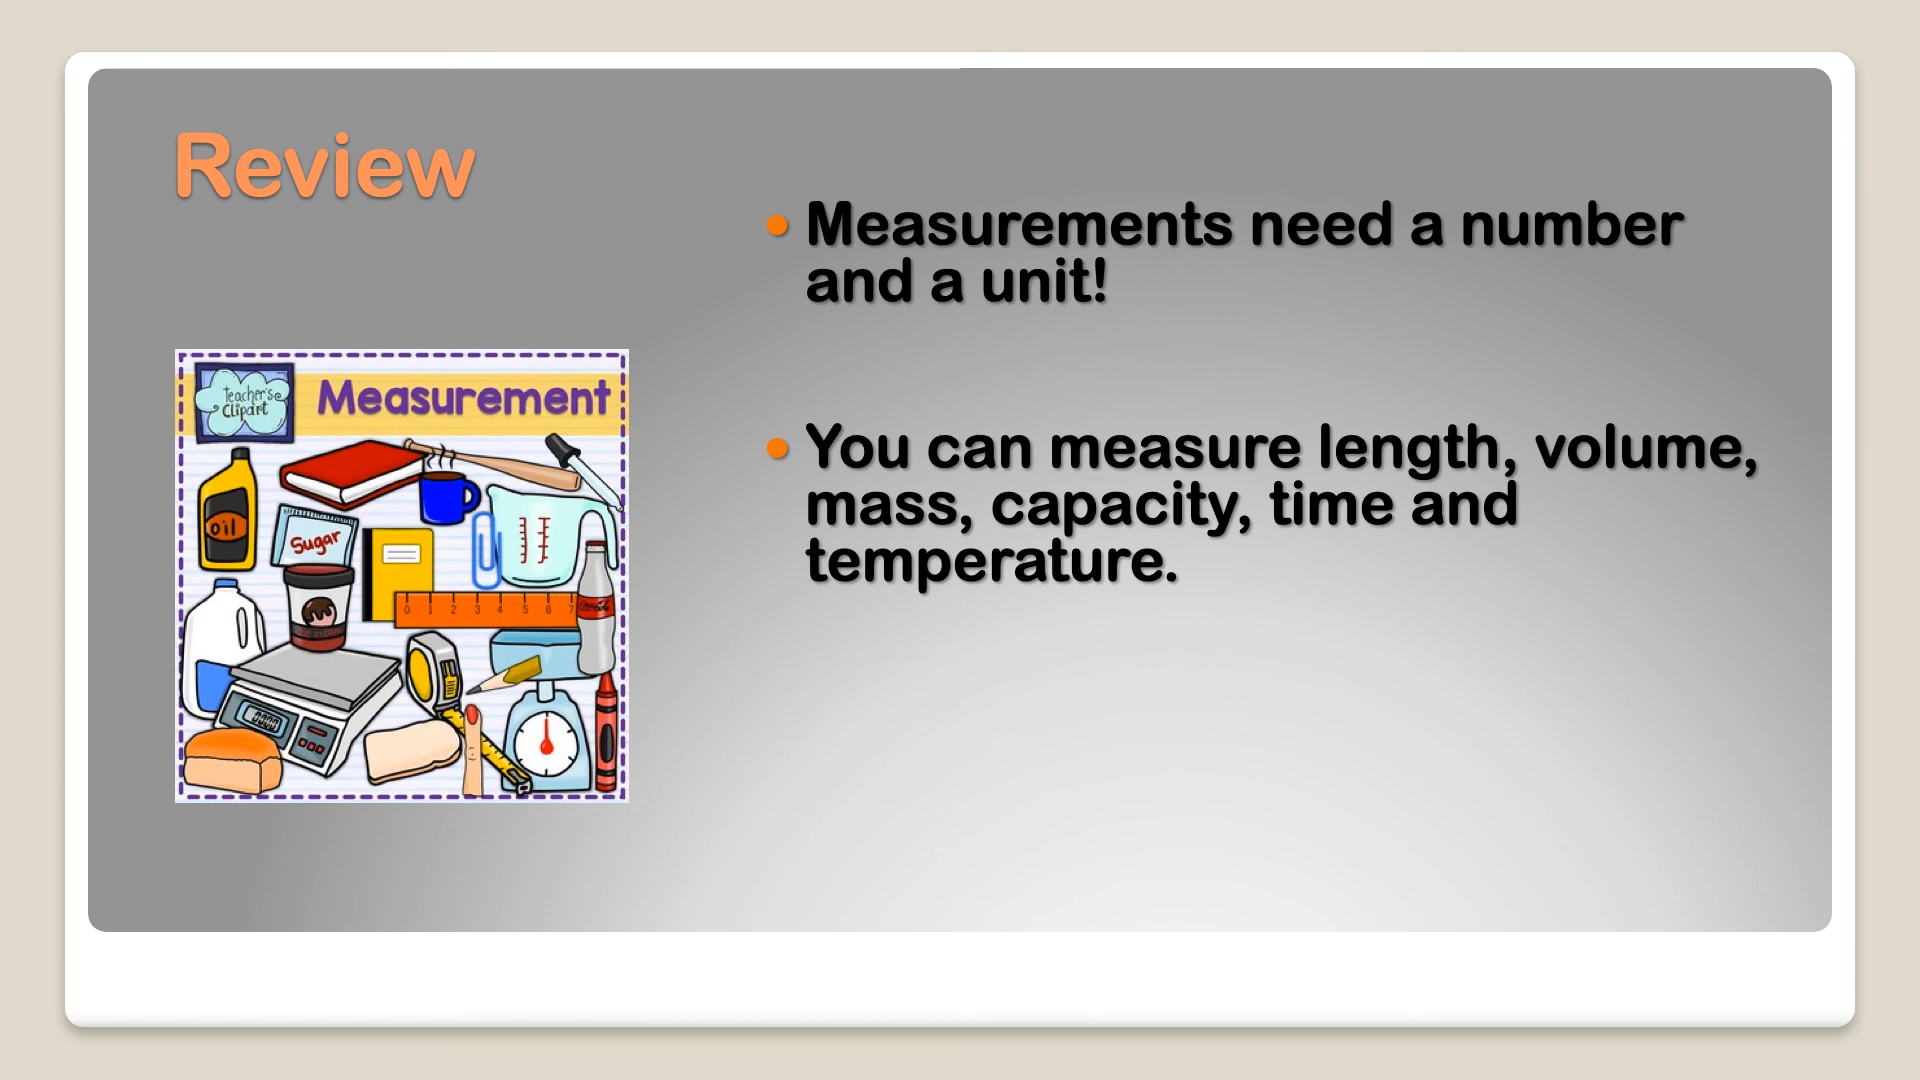 Review
Measurements need a number
and a unit!
You can measure length, volume,
mass, capacity, time and
temperature.
Teacher's
Clipart
Measurement
Oil
Sugar
0 1 2 3 4 5 6 7
0000